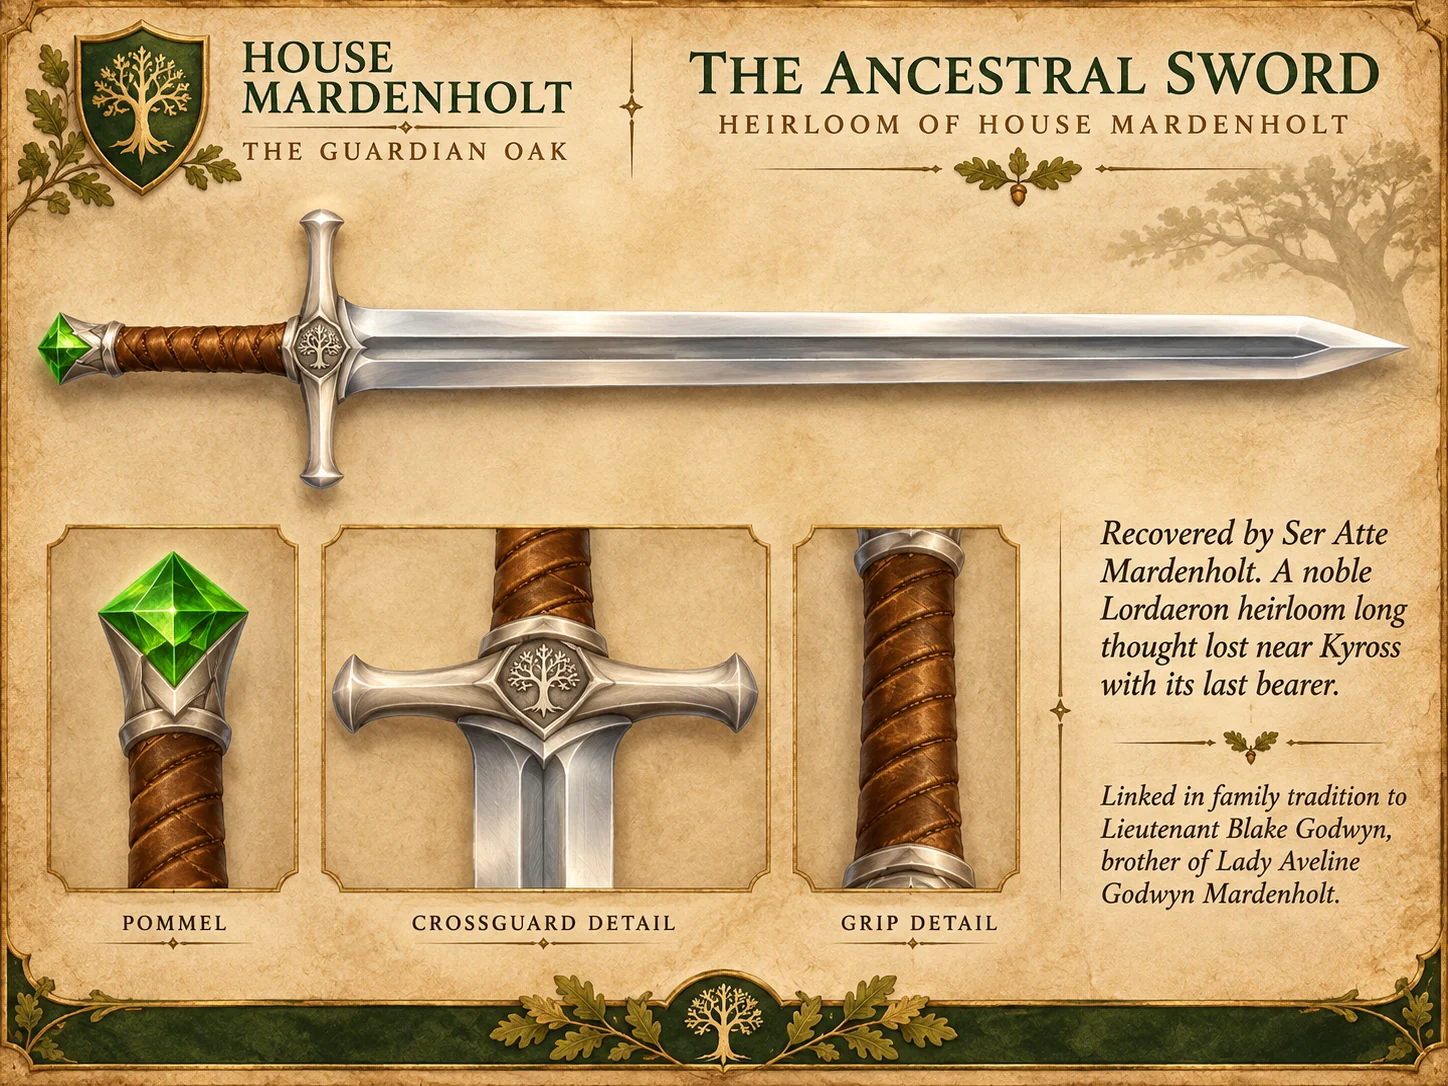 HOUSE
MARDENHOLT
THE GUARDIAN OAK
THE ANCESTRAL SWORD
HEIRLOOM OF HOUSE MARDENHOLT
Recovered by Ser Atte
Mardenholt. A noble
Lordaeron heirloom long
thought lost near Kyross
with its last bearer.
Linked in family tradition to
Lieutenant Blake Godwyn,
brother of Lady Aveline
Godwyn Mardenholt.
POMMEL
CROSSGUARD DETAIL
GRIP DETAIL